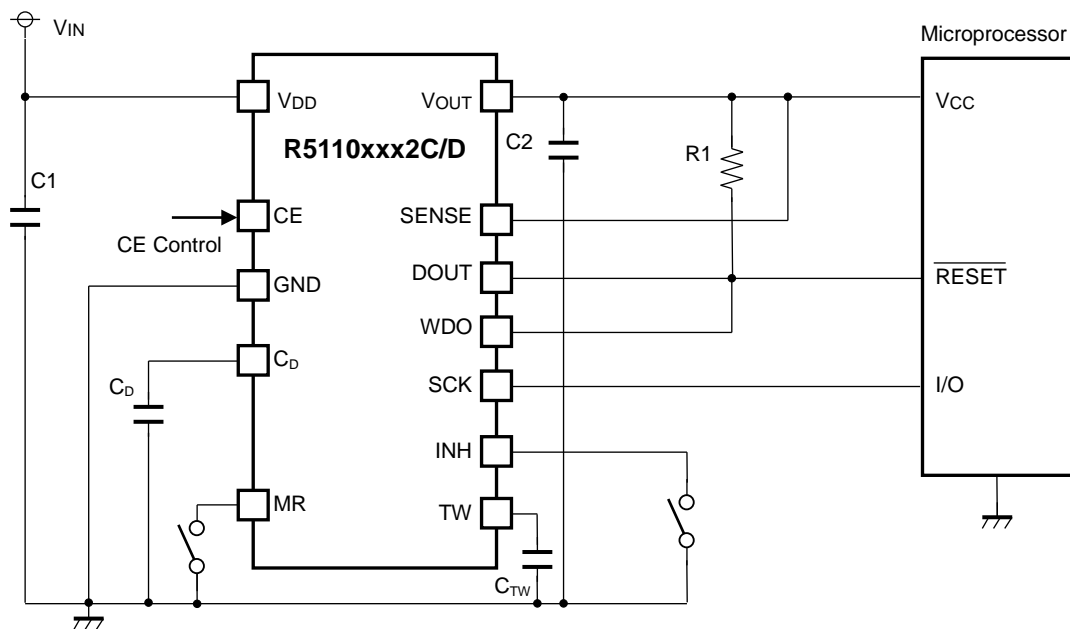 VIN
Microprocessor
VDD
VOUT
VCC
R5110xxx2C/D
C2
R1
C1
CE
SENSE
CE Control
GND
DOUT
RESET
WDO
CD
CD
SCK
I/O
INH
MR
TW
CTW